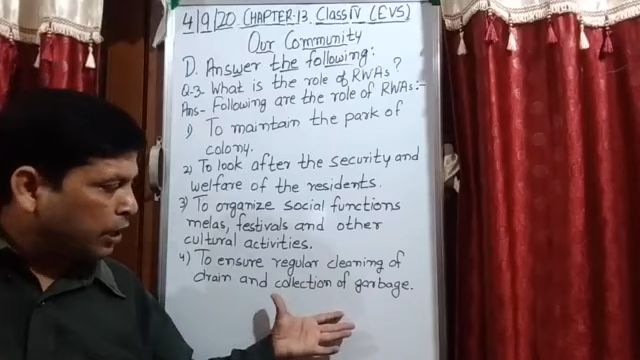 4/9/20 CHAPTER-13. Class IV (EVS)
Our Community
D. Answer the following:
Q.3- What is the role of RWAs?
Ans- Following are the role of RWAs:-
1) To maintain the park of
colony.
2) To look after the security and
welfare of the residents.
3) To organize social functions
melas, festivals and other
cultural activities.
4) To ensure regular cleaning of
drain and collection of garbage.